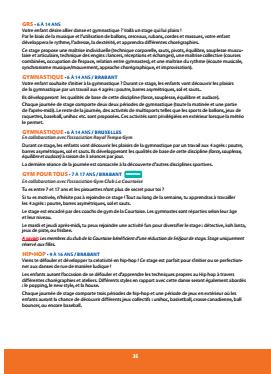 GRS - 6 À 14 ANS
Votre enfant désire allier danse et gymnastique ? Voilà un stage qui lui plaira !
Par le biais de la musique et l'utilisation de ballons, cerceaux, rubans, cordes et massues, votre enfant
développera le rythme, l'adresse, la dextérité, et apprendra différentes chorégraphies.
Ce stage propose une maîtrise individuelle (technique corporelle, sauts, pivots, équilibre, souplesse muscu-
laire et articulaire, technique des engins : lancers, réceptions et échanges), une maîtrise collective (courses
combinées, occupation de l'espace, relation entre gymnastes), et une maîtrise du rythme (écoute musicale,
synchronisme musique/mouvement, approche chorégraphique, et improvisation).
GYMNASTIQUE - 6 À 14 ANS / BRABANT
Votre enfant souhaite s'initier à la gymnastique ? Durant ce stage, les enfants vont découvrir les plaisirs
de la gymnastique par un travail aux 4 agrès : poutre, barres asymétriques, sol et sauts.
Ils développeront les qualités de base de cette discipline (force, souplesse, équilibre et audace).
Chaque journée de stage comporte deux à deux périodes de gymnastique (toute la matinée et une partie
de l'après-midi). Le reste de la journée, des activités de multisports telles que les sports de ballons, jeux de
raquettes, baseball, unihoc etc. sont proposées. Ces activités sont privilégiées en extérieur lorsque la météo
le permet.
GYMNASTIQUE - 6 À 14 ANS / BRUXELLES
En collaboration avec l'association Royal Tempo Gym
Durant ce stage, les enfants vont découvrir les plaisirs de la gymnastique par un travail aux 4 agrès : poutre,
barres asymétriques, sol et sauts. Ils développeront les qualités de base de cette discipline (force, souplesse,
équilibre et audace) à raison de 3 séances par jour.
La dernière séance de la journée est consacrée à la découverte d'autres disciplines sportives.
GYM POUR TOUS - 7 À 17 ANS / BRABANT
En collaboration avec l'association Gym Club La Courtoise
Tu es entre 7 et 17 ans et les pirouettes n'ont plus de secret pour toi ?
Si tu es motivée, n'hésite pas à rejoindre ce stage ! Tout au long de la semaine, tu apprendras à travailler
les 4 agrès : poutre, barres asymétriques, sol et sauts.
Le stage est encadré par des coachs de gym de la Courtoise. Les gymnastes sont réparties selon leur âge
et leur niveau.
Le mardi et jeudi après-midi, tu peux rejoindre une activité fun pour diversifier le stage : détective, koh lanta,
jeux de piste, ou frisbee.
À savoir : Les membres du club de la Courtoise bénéficient d'une réduction de 5€/jour de stage. Stage uniquement
réservé aux filles.
HIP-HOP - 9 À 16 ANS / BRABANT
Viens te défouler et développer ta créativité en hip-hop ! Ce stage est parfait pour s'initier ou se perfection-
ner aux danses de rue de manière ludique !
Les enfants auront l'occasion de se défouler et d'apprendre les techniques propres au Hip hop à travers
différentes chorégraphies et ateliers. Différents styles en rapport avec cette danse seront également abordés
: le popping, le new style, et la house.
Chaque journée de stage comporte trois périodes de hip-hop et une période de jeux en extérieur où les
enfants auront la chance de découvrir différents jeux collectifs : unihoc, basketball, crosse canadienne, ball
bouncer, ou encore baseball.
36